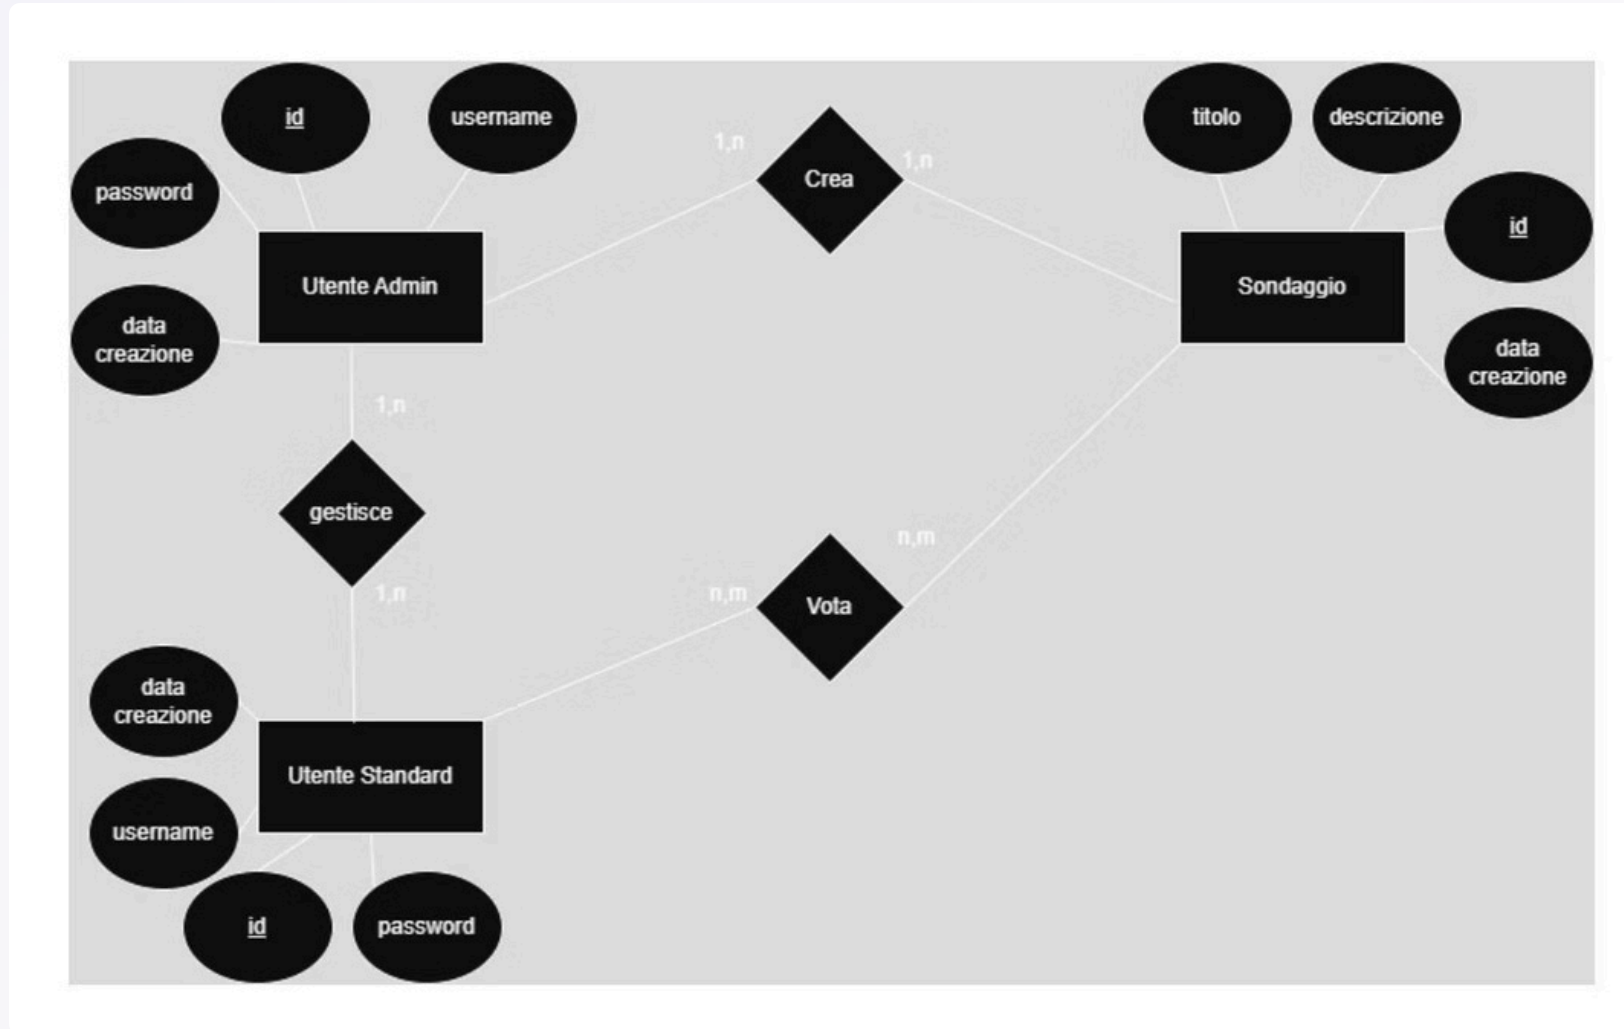 id
username
password
Utente Admin
data
creazione
1,n
Crea
1,n
titolo
descrizione
id
Sondaggio
data
creazione
1,n
gestisce
1,n
n,m
Vota
n,m
data
creazione
Utente Standard
username
id
password